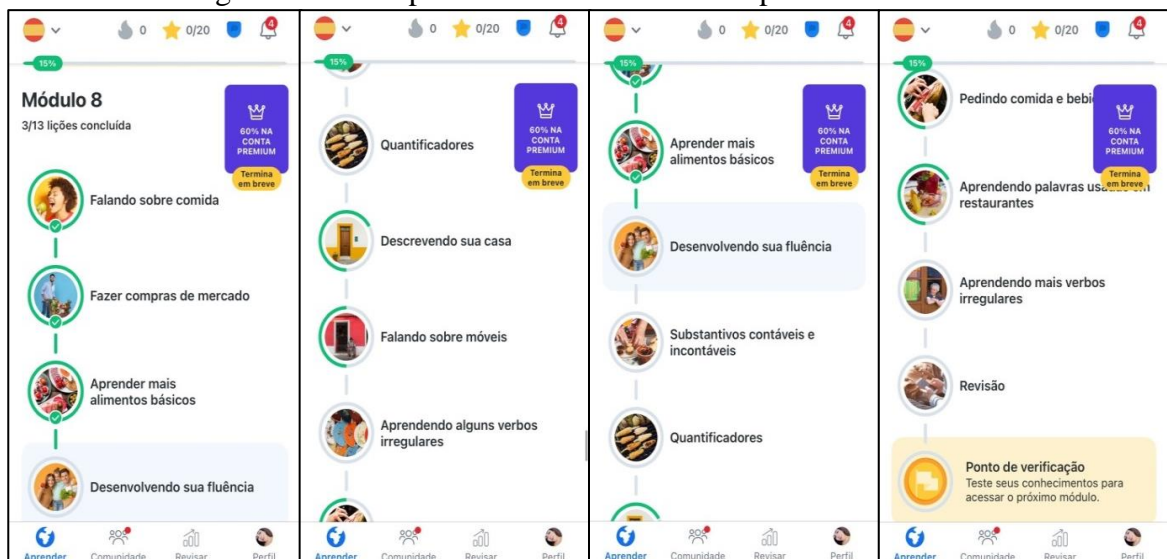 0 0/20 4
15%
Módulo 8
3/13 lições concluída
60% NA
CONTA
PREMIUM
Termina
em breve
Falando sobre comida
Fazer compras de mercado
Aprender mais
alimentos básicos
Desenvolvendo sua fluência
Aprender Comunidade Revisar Perfil
0 0/20 4
15%
60% NA
CONTA
PREMIUM
Termina
em breve
Quantificadores
Descrevendo sua casa
Falando sobre móveis
Aprendendo alguns verbos
irregulares
Aprender Comunidade Revisar Perfil
0 0/20 4
15%
60% NA
CONTA
PREMIUM
Termina
em breve
Aprender mais
alimentos básicos
Desenvolvendo sua fluência
Substantivos contáveis e
incontáveis
Quantificadores
Aprender Comunidade Revisar Perfil
0 0/20 4
15%
Pedindo comida e bebi
60% NA
CONTA
PREMIUM
Termina
em breve
Aprendendo palavras usadas em
restaurantes
Aprendendo mais verbos
irregulares
Revisão
Ponto de verificação
Teste seus conhecimentos para
acessar o próximo módulo.
Aprender Comunidade Revisar Perfil